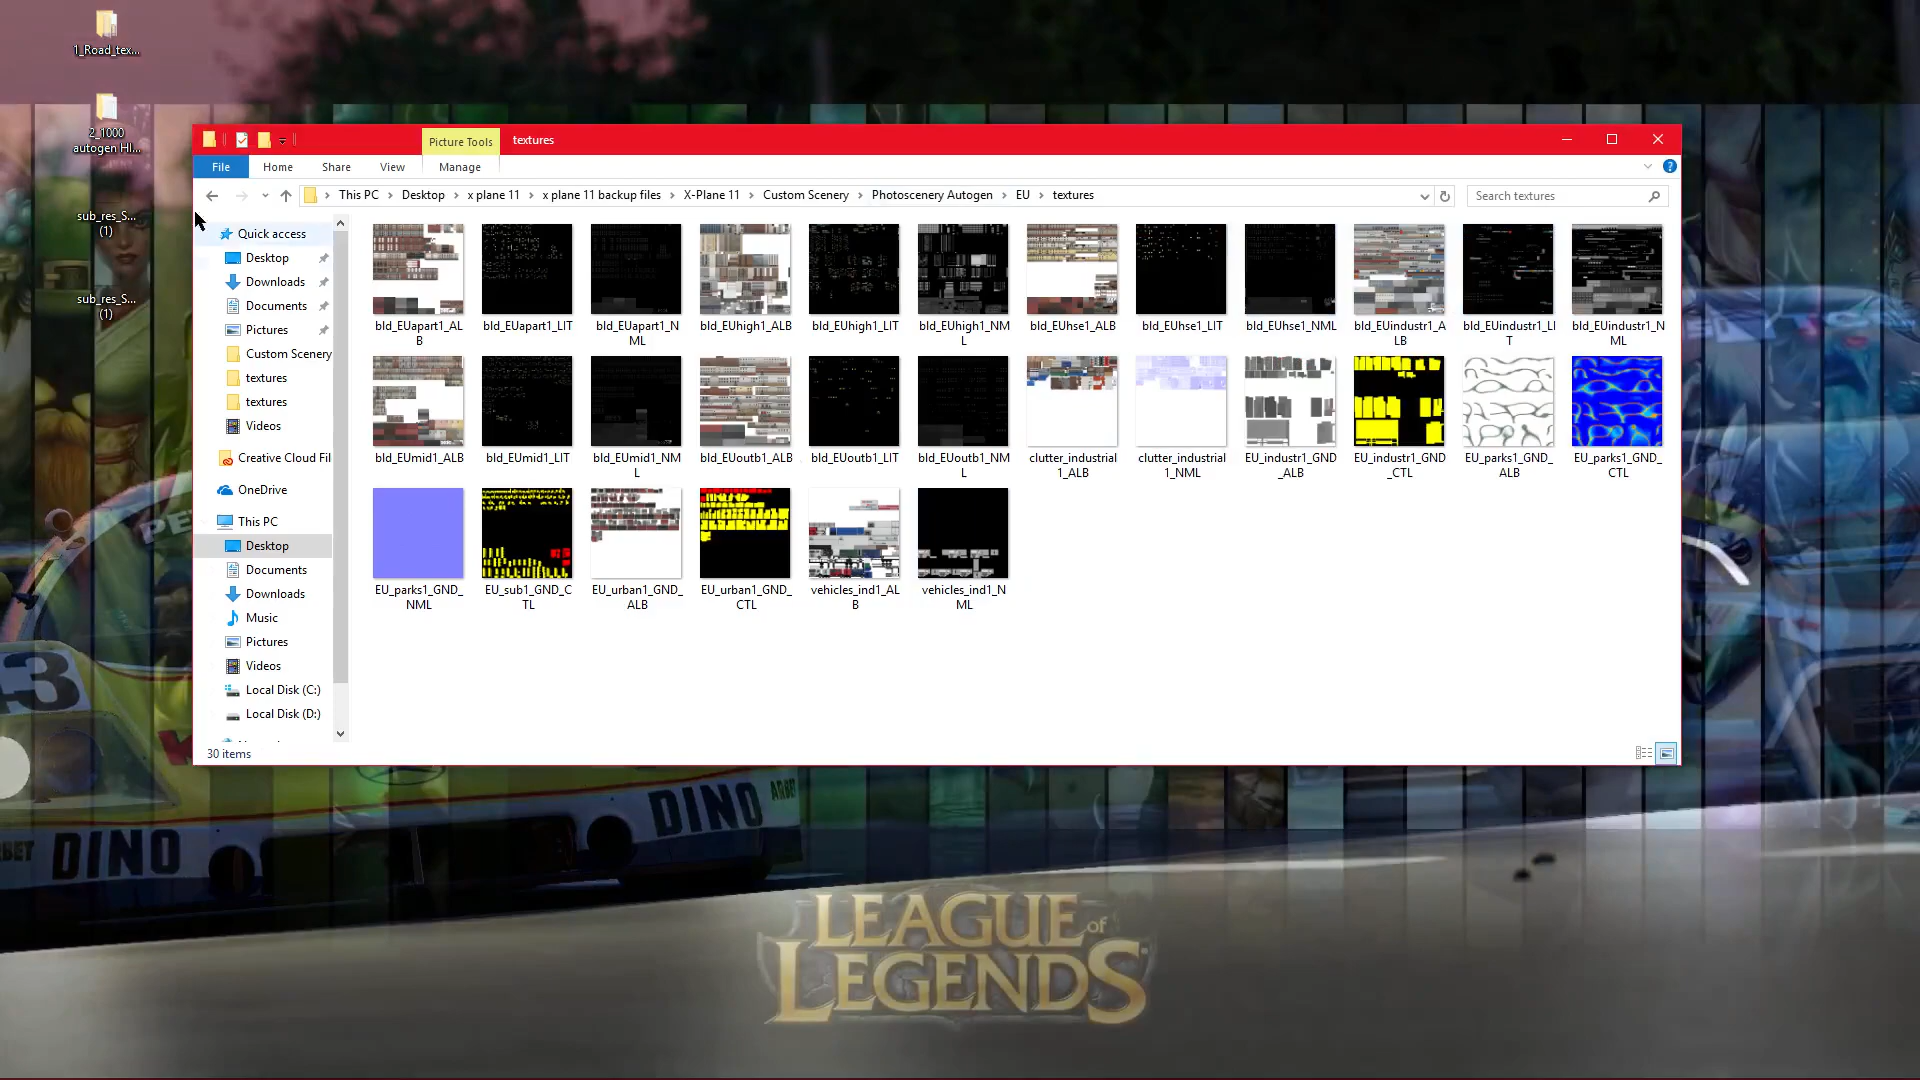 1_Road_tex...
2_1000
autogen HI...
sub_res_S...
(1)
sub_res_S...
(1)
Picture Tools
textures
File
Home
Share
View
Manage
This PC
Desktop
x plane 11
x plane 11 backup files
X-Plane 11
Custom Scenery
Photoscenery Autogen
EU
textures
Search textures
Quick access
Desktop
Downloads
Documents
Pictures
Custom Scenery
textures
textures
Videos
Creative Cloud Fil
OneDrive
This PC
Desktop
Documents
Downloads
Music
Pictures
Videos
Local Disk (C:)
Local Disk (D:)
bld_EUapart1_AL
B
bld_EUapart1_LIT
bld_EUapart1_N
ML
bld_EUhigh1_ALB
bld_EUhigh1_LIT
bld_EUhigh1_NM
L
bld_EUhse1_ALB
bld_EUhse1_LIT
bld_EUhse1_NML
bld_EUindustr1_A
LB
bld_EUindustr1_LI
T
bld_EUindustr1_N
ML
bld_EUmid1_ALB
bld_EUmid1_LIT
bld_EUmid1_NM
L
bld_EUoutb1_ALB
bld_EUoutb1_LIT
bld_EUoutb1_NM
L
clutter_industrial
1_ALB
clutter_industrial
1_NML
EU_industr1_GND
_ALB
EU_industr1_GND
_CTL
EU_parks1_GND_
ALB
EU_parks1_GND_
CTL
EU_parks1_GND_
NML
EU_sub1_GND_C
TL
EU_urban1_GND_
ALB
EU_urban1_GND_
CTL
vehicles_ind1_AL
B
vehicles_ind1_N
ML
30 items
43
DINO
DINO
ARBET
LEAGUE of
LEGENDS